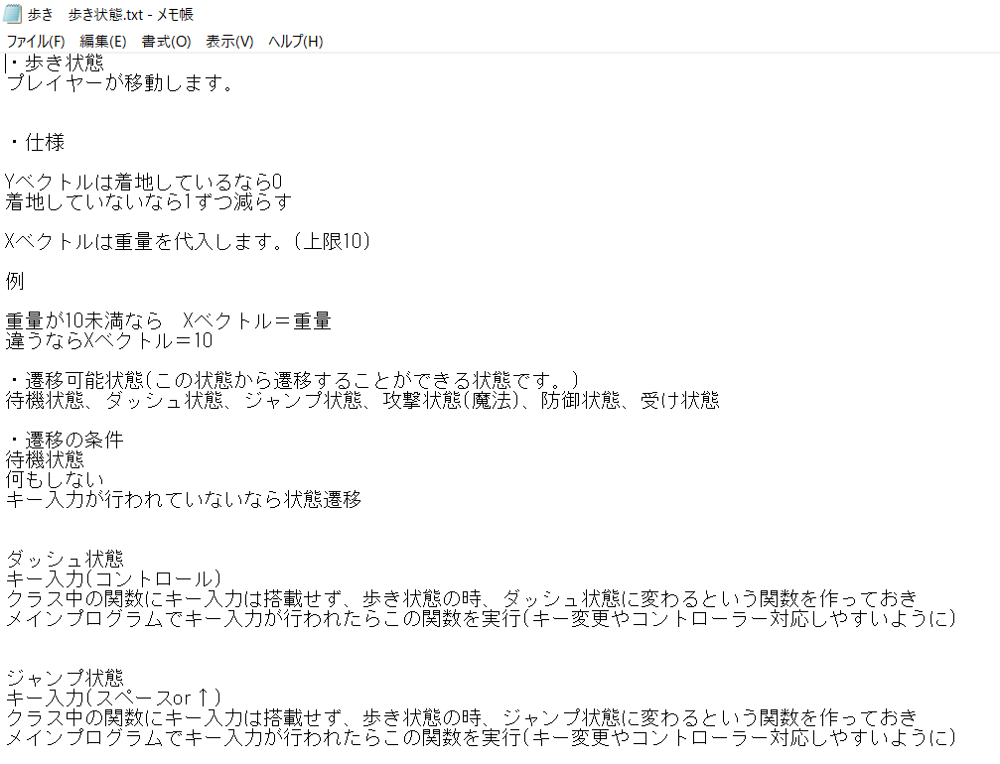 歩き　歩き状態.txt - メモ帳
ファイル(F)　編集(E)　書式(O)　表示(V)　ヘルプ(H)
・歩き状態
プレイヤーが移動します。
・仕様
Yベクトルは着地しているなら0
着地していないなら1ずつ減らす
Xベクトルは重量を代入します。(上限10)
例
重量が10未満なら　Xベクトル＝重量
違うならXベクトル＝10
・遷移可能状態(この状態から遷移することができる状態です。)
待機状態、ダッシュ状態、ジャンプ状態、攻撃状態(魔法)、防御状態、受け状態
・遷移の条件
待機状態
何もしない
キー入力が行われていないなら状態遷移
ダッシュ状態
キー入力(コントロール)
クラス中の関数にキー入力は搭載せず、歩き状態の時、ダッシュ状態に変わるという関数を作っておき
メインプログラムでキー入力が行われたらこの関数を実行(キー変更やコントローラー対応しやすいように)
ジャンプ状態
キー入力(スペースor↑)
クラス中の関数にキー入力は搭載せず、歩き状態の時、ジャンプ状態に変わるという関数を作っておき
メインプログラムでキー入力が行われたらこの関数を実行(キー変更やコントローラー対応しやすいように)